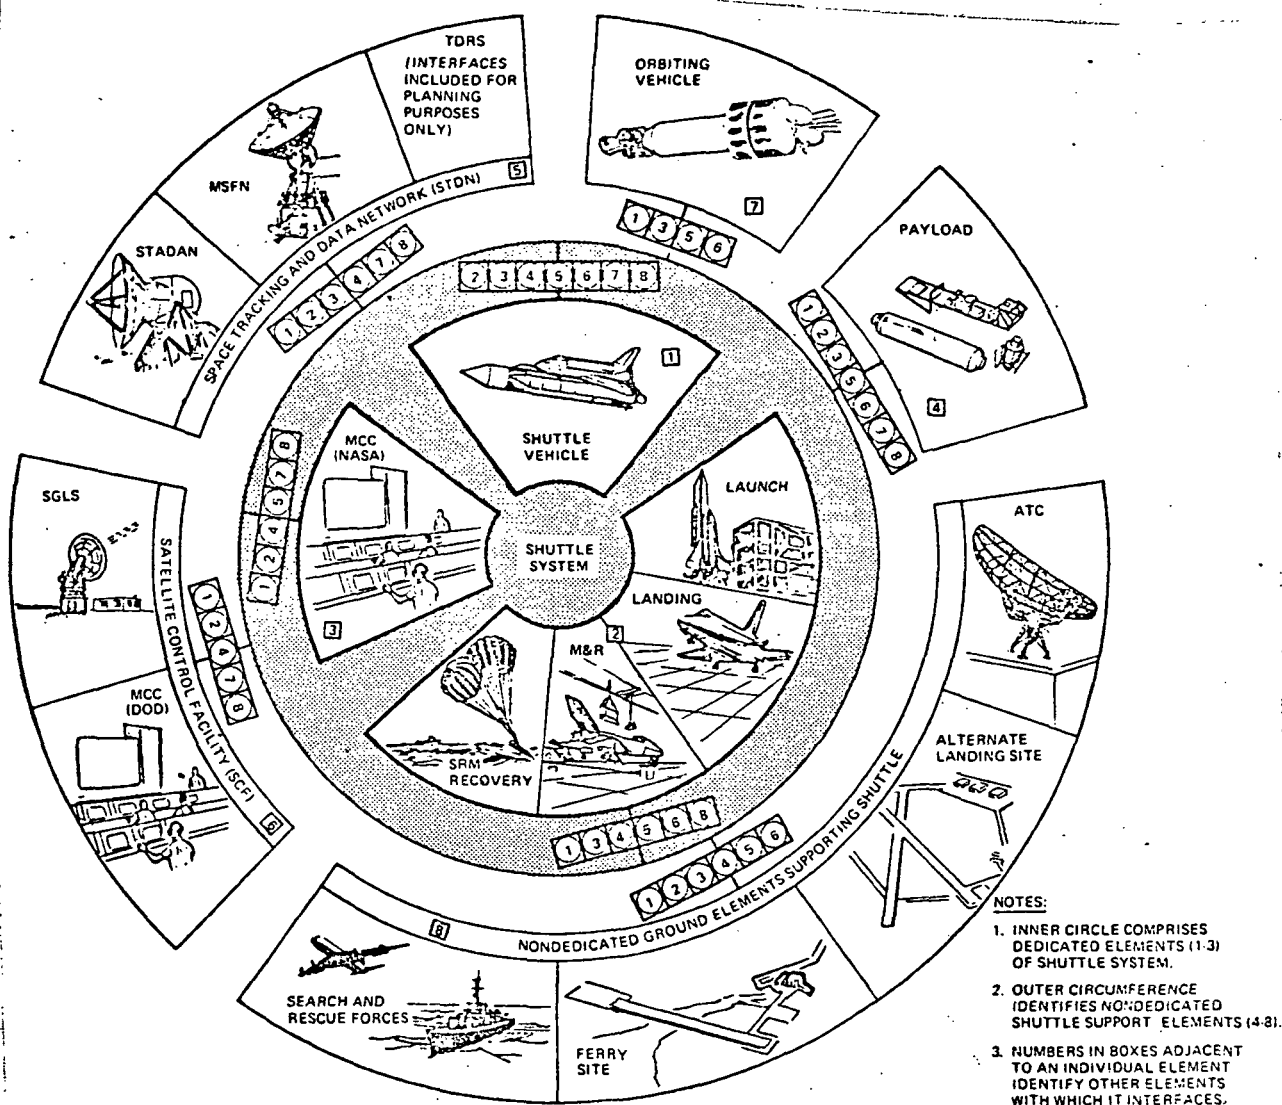 TDRS
(INTERFACES
INCLUDED FOR
PLANNING
PURPOSES
ONLY)
MSFN
STADAN
SPACE TRACKING AND DATA NETWORK (STDN)
5
1 2 3 4 7 8
ORBITING
VEHICLE
7
1 3 5 6
PAYLOAD
4
1 2 3 5 6 7 8
2 3 4 5 6 7 8
1
SHUTTLE
VEHICLE
MCC
(NASA)
3
8 7 5 4 2 1
SHUTTLE
SYSTEM
LAUNCH
LANDING
2
M&R
SRM
RECOVERY
1 3 4 5 6 8
SGLS
MCC
(DOD)
SATELLITE CONTROL FACILITY (SCF)
6
1 2 4 7 8
ATC
ALTERNATE
LANDING SITE
FERRY
SITE
SEARCH AND
RESCUE FORCES
8
NONDEDICATED GROUND ELEMENTS SUPPORTING SHUTTLE
1 2 3 4 5 6
NOTES:
1. INNER CIRCLE COMPRISES
DEDICATED ELEMENTS (1-3)
OF SHUTTLE SYSTEM.
2. OUTER CIRCUMFERENCE
IDENTIFIES NONDEDICATED
SHUTTLE SUPPORT ELEMENTS (4-8).
3. NUMBERS IN BOXES ADJACENT
TO AN INDIVIDUAL ELEMENT
IDENTIFY OTHER ELEMENTS
WITH WHICH IT INTERFACES.